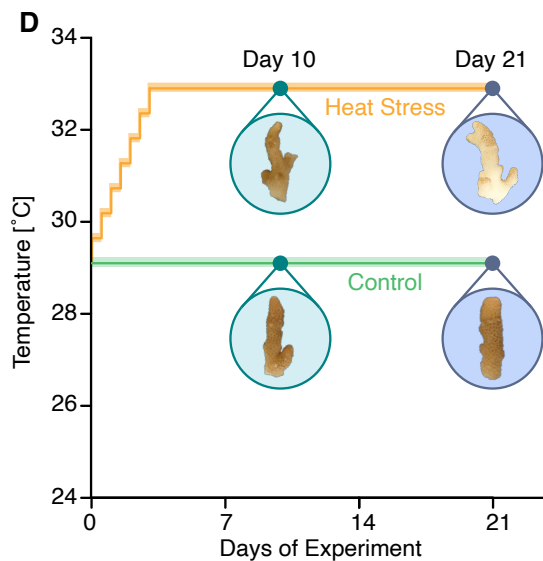 D
34
32
30
28
26
24
Temperature [˚C]
Day 10
Day 21
Heat Stress
Control
0
7
14
21
Days of Experiment